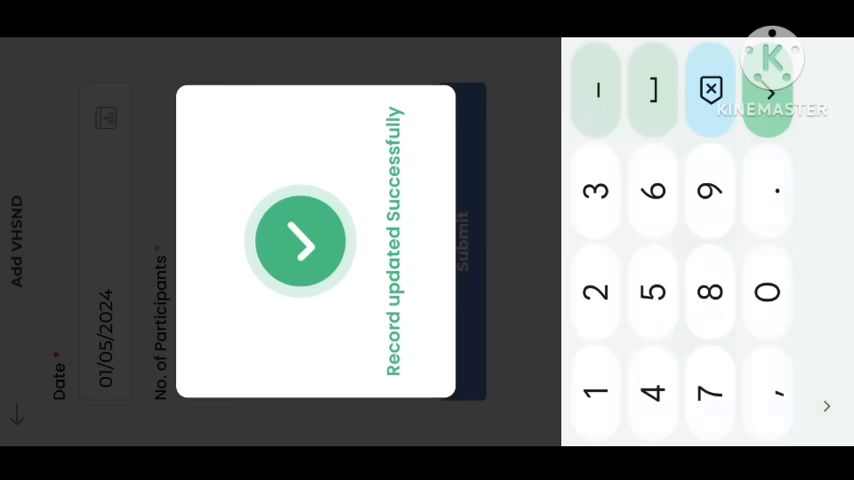 Add VHSND
Date *
01/05/2024
No. of Participants *
Record updated Successfully
Submit
1 2 3 –
4 5 6 ]
7 8 9
, 0 .
K
KINEMASTER